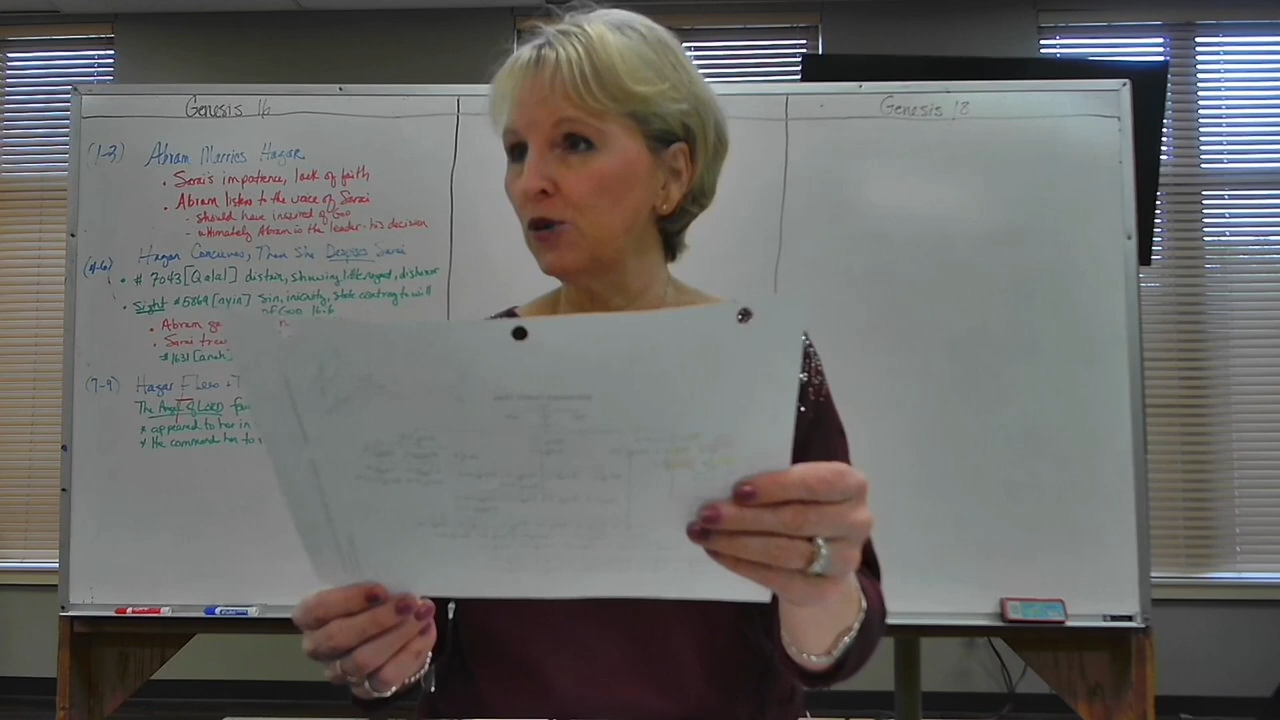 Genesis 16
(1-3) Abram Marries Hagar
• Sarai's impatience, lack of faith
• Abram listens to the voice of Sarai
- should have inquired of God
- ultimately Abram is the leader - his decision
(4-6) Hagar Conceives, Then She Despises Sarai
• # 7043 [Qalal] distain, showing little regard, dishonor
• Sight #5869 [nyin] sin, iniquity, state contrary to will
of God 16:6
• Abram
• Sarai
#1631 [anah]
(7-9) Hagar
The Angel of LORD
* appeared to her in
* He command her to
Genesis 18